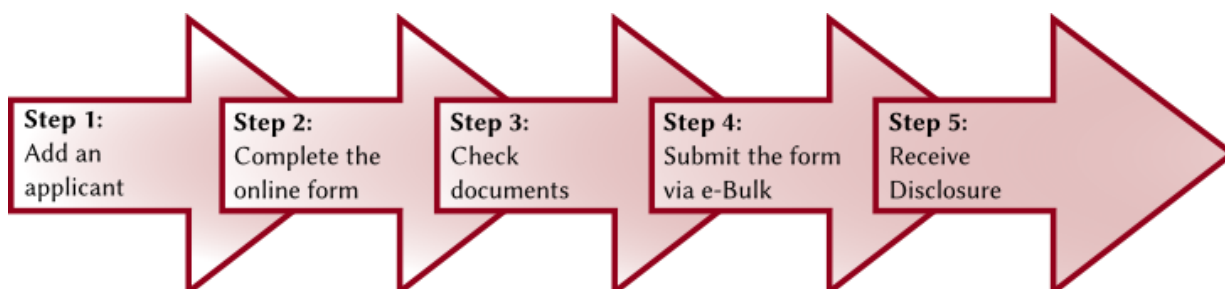 Step 1:
Add an
applicant
Step 2:
Complete the
online form
Step 3:
Check
documents
Step 4:
Submit the form
via e-Bulk
Step 5:
Receive
Disclosure